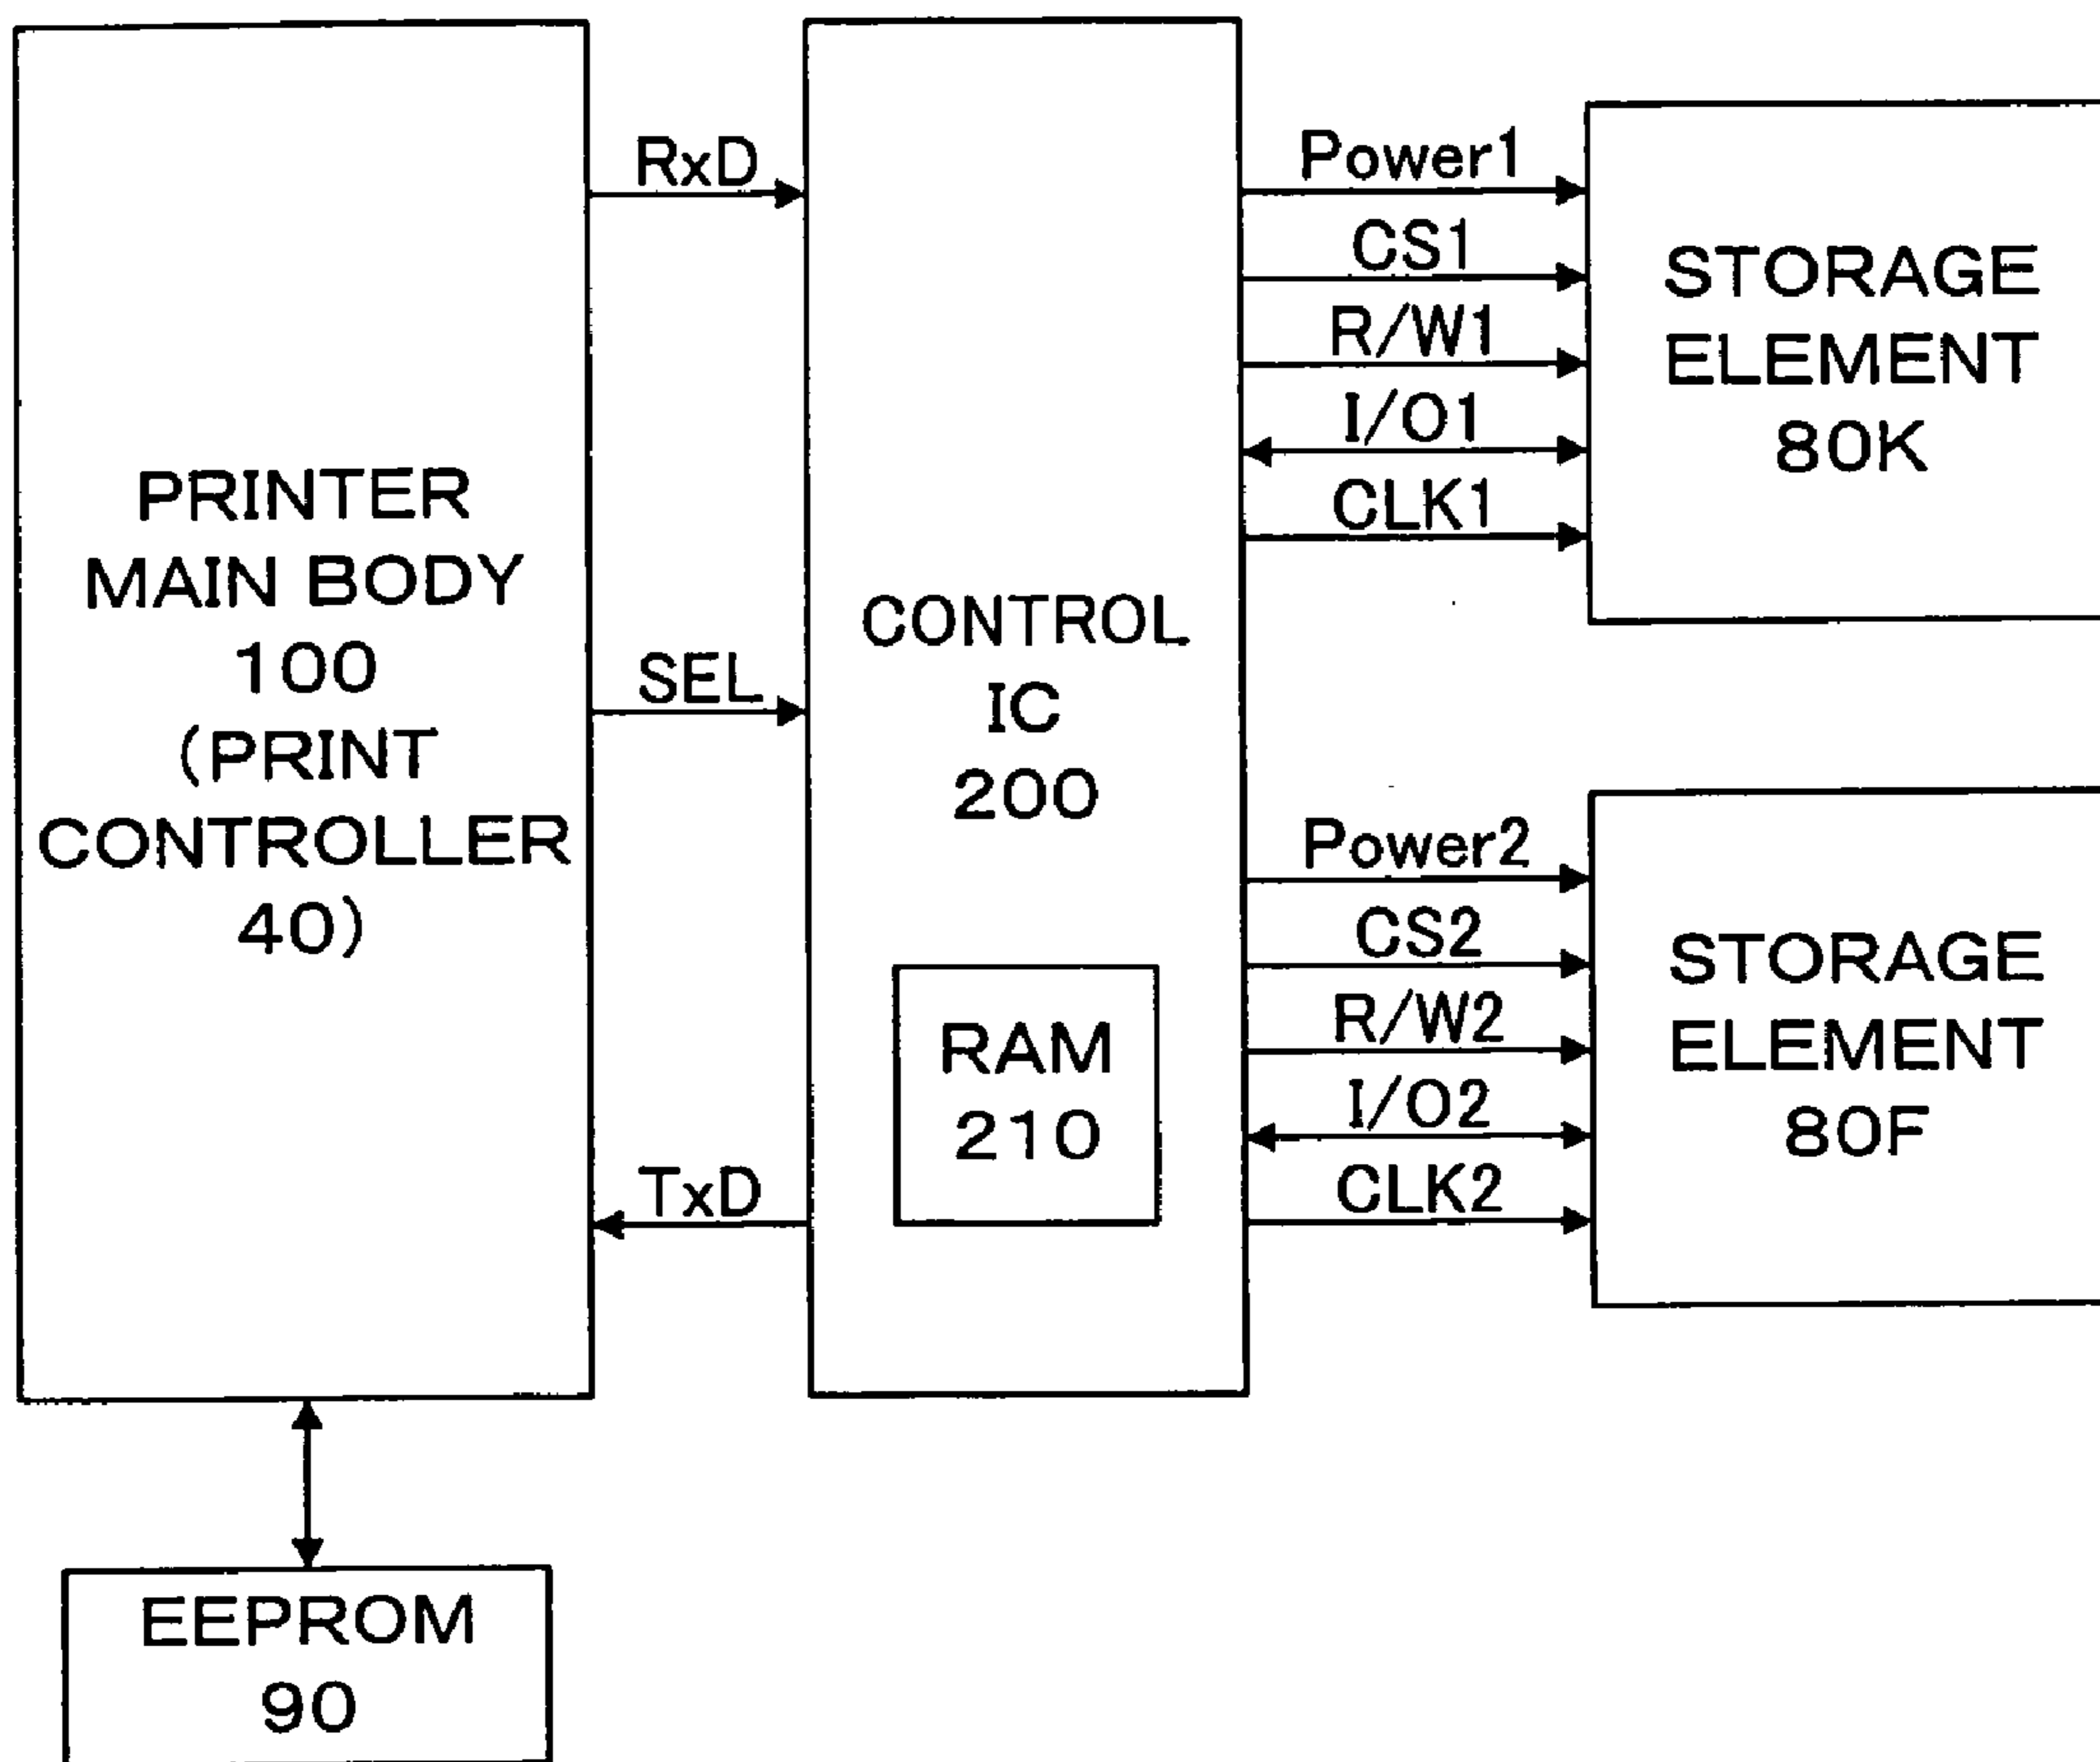 PRINTER
MAIN BODY
100
(PRINT
CONTROLLER
40)
RxD
SEL
TxD
CONTROL
IC
200
RAM
210
Power1
CS1
R/W1
I/O1
CLK1
STORAGE
ELEMENT
80K
Power2
CS2
R/W2
I/O2
CLK2
STORAGE
ELEMENT
80F
EEPROM
90